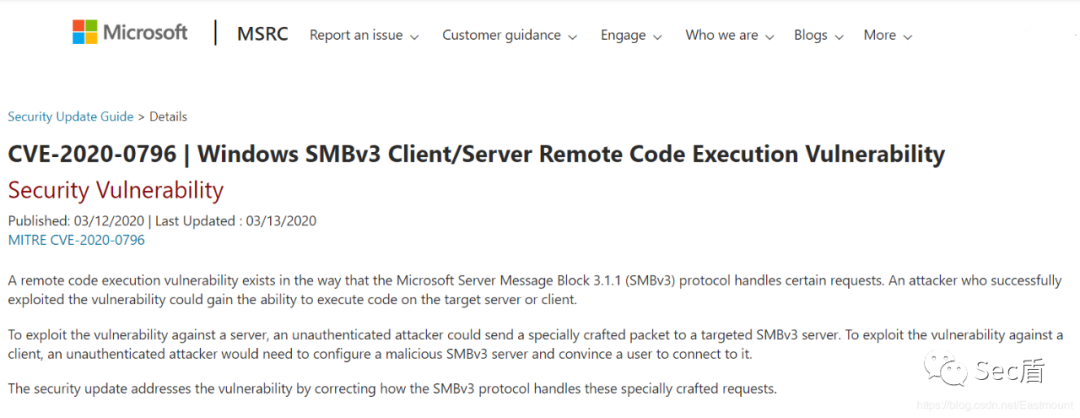 Microsoft | MSRC Report an issue Customer guidance Engage Who we are Blogs More
Security Update Guide > Details
CVE-2020-0796 | Windows SMBv3 Client/Server Remote Code Execution Vulnerability
Security Vulnerability
Published: 03/12/2020 | Last Updated : 03/13/2020
MITRE CVE-2020-0796
A remote code execution vulnerability exists in the way that the Microsoft Server Message Block 3.1.1 (SMBv3) protocol handles certain requests. An attacker who successfully
exploited the vulnerability could gain the ability to execute code on the target server or client.
To exploit the vulnerability against a server, an unauthenticated attacker could send a specially crafted packet to a targeted SMBv3 server. To exploit the vulnerability against a
client, an unauthenticated attacker would need to configure a malicious SMBv3 server and convince a user to connect to it.
The security update addresses the vulnerability by correcting how the SMBv3 protocol handles these specially crafted requests.
Sec盾
https://blog.csdn.net/Eastmount